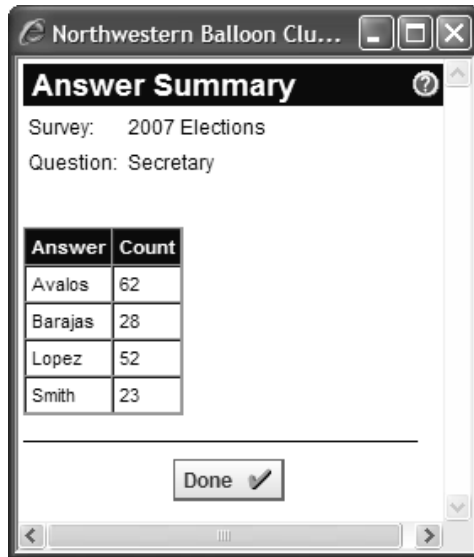 Northwestern Balloon Clu...
Answer Summary
Survey: 2007 Elections
Question: Secretary
Answer Count
Avalos 62
Barajas 28
Lopez 52
Smith 23
Done